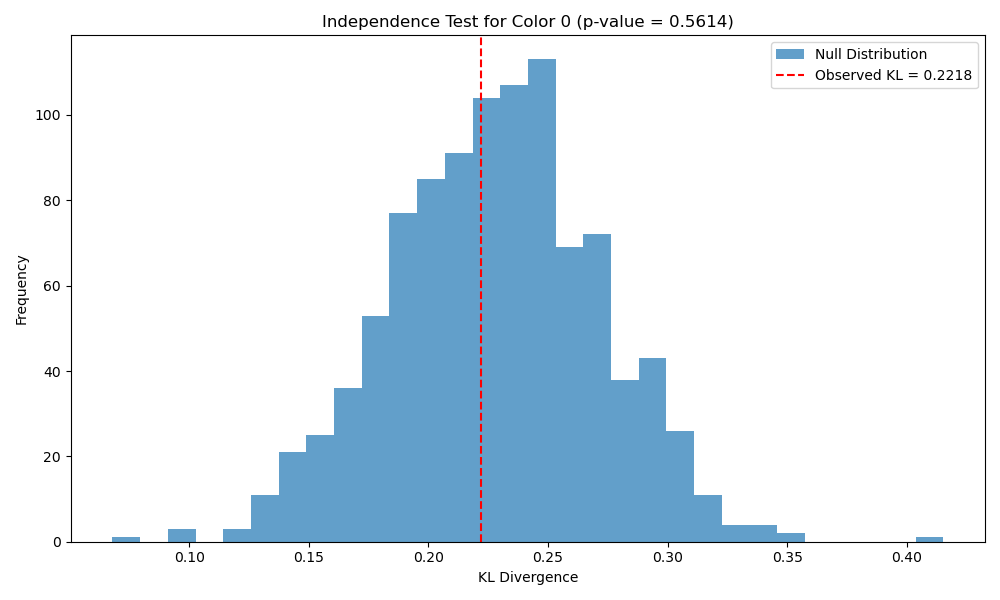 Independence Test for Color 0 (p-value = 0.5614)
Null Distribution
Observed KL = 0.2218
Frequency
100
80
60
40
20
0
0.10 0.15 0.20 0.25 0.30 0.35 0.40
KL Divergence